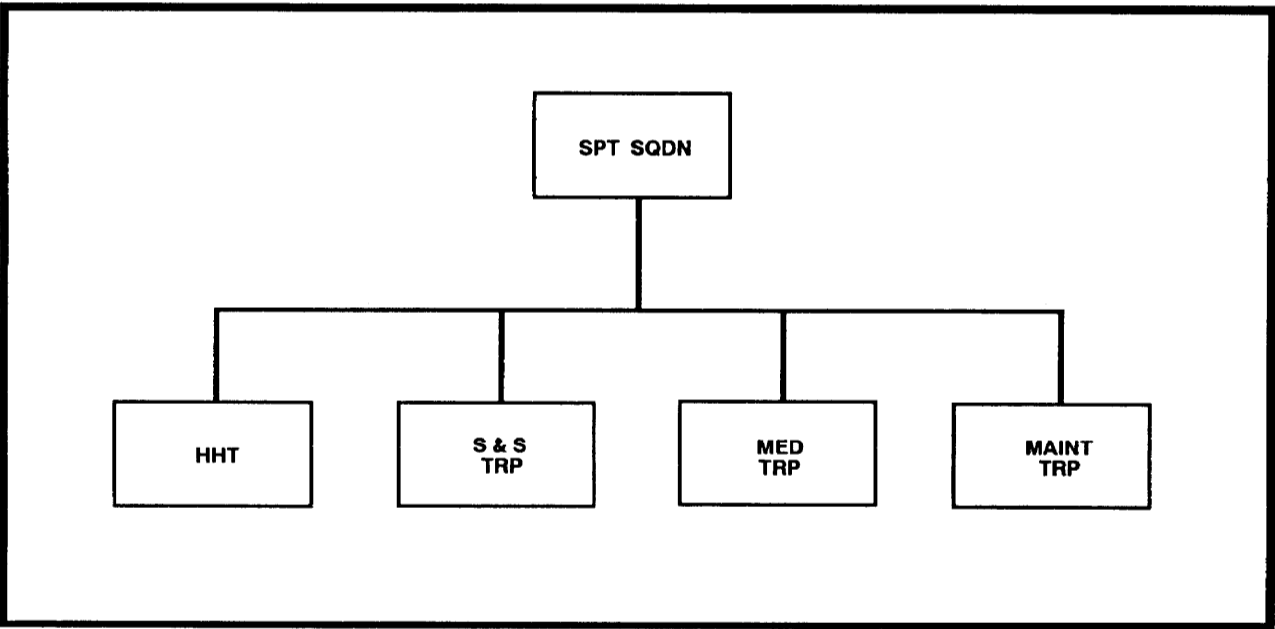 SPT SQDN
HHT
S & S
TRP
MED
TRP
MAINT
TRP